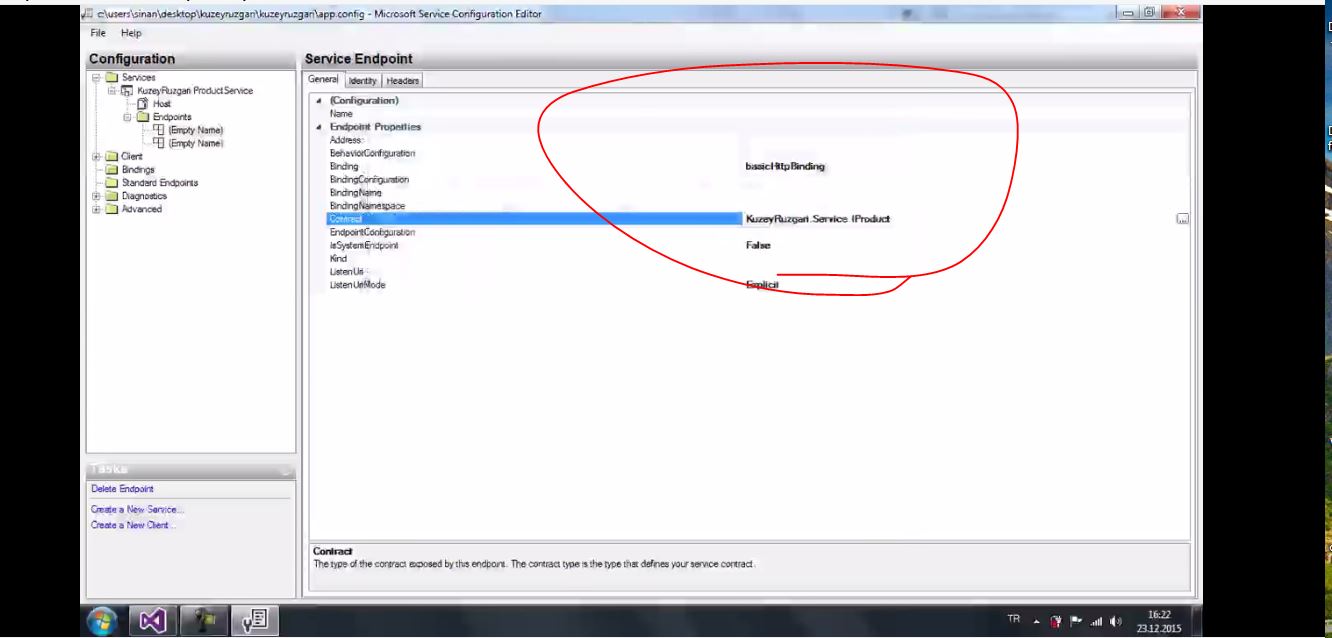 c:\users\sinan\desktop\kuzeyruzgari\kuzeyruzgari\app.config - Microsoft Service Configuration Editor
File Help
Configuration
Services
KuzeyRuzgari.ProductService
Host
Endpoints
(Empty Name)
(Empty Name)
Client
Bindings
Standard Endpoints
Diagnostics
Advanced
Service Endpoint
General Identity Headers
(Configuration)
Name
Endpoint Properties
Address
BehaviorConfiguration
Binding basicHttpBinding
BindingConfiguration
BindingName
BindingNamespace
Contract KuzeyRuzgari.Service.IProduct
EndpointConfiguration
IsSystemEndpoint False
Kind
ListenUri
ListenUriMode Explicit
Tasks
Delete Endpoint
Create a New Service...
Create a New Client...
Contract
The type of the contract exposed by this endpoint. The contract type is the type that defines your service contract.
TR
16:22
23.12.2015